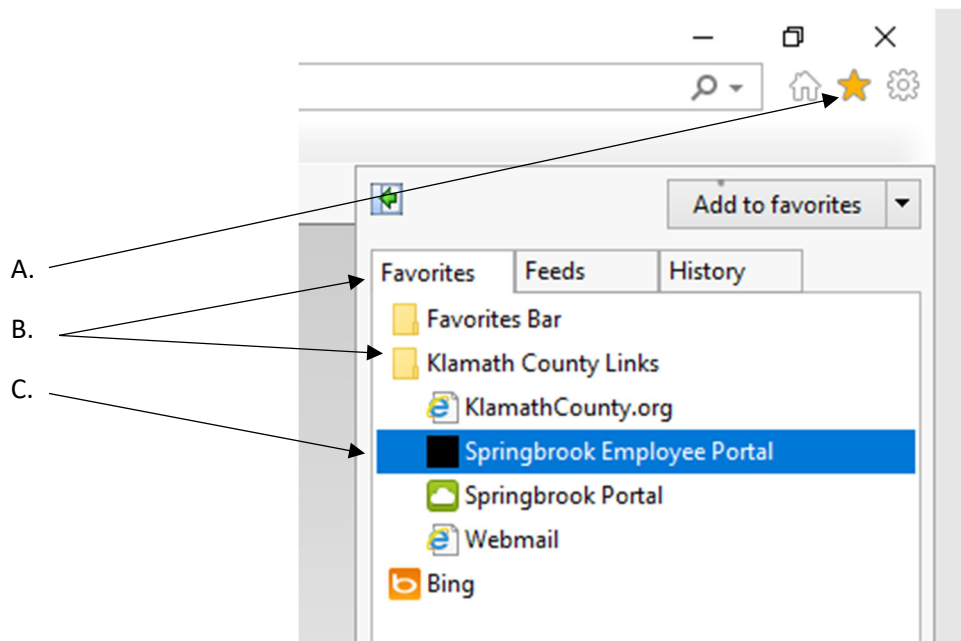 Add to favorites
A.
Favorites Feeds History
Favorites Bar
B.
Klamath County Links
C.
KlamathCounty.org
Springbrook Employee Portal
Springbrook Portal
Webmail
Bing